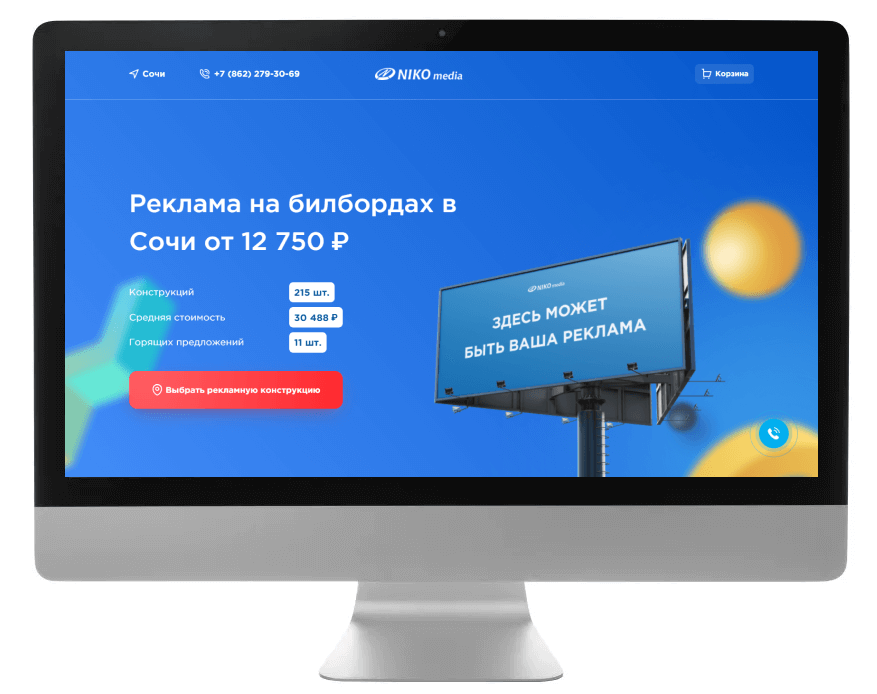 Сочи
+7 (862) 279-30-69
NIKO media
Корзина
Реклама на билбордах в
Сочи от 12 750 ₽
Конструкций
215 шт.
Средняя стоимость
30 488 ₽
Горящих предложений
11 шт.
Выбрать рекламную конструкцию
NIKO media
ЗДЕСЬ МОЖЕТ
БЫТЬ ВАША РЕКЛАМА